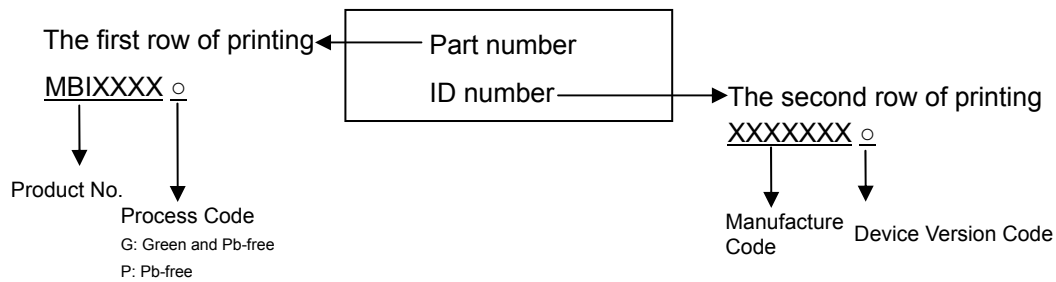 The first row of printing
Part number
MBIXXXX ○
ID number
The second row of printing
XXXXXXX ○
Product No.
Process Code
G: Green and Pb-free
P: Pb-free
Manufacture
Code
Device Version Code